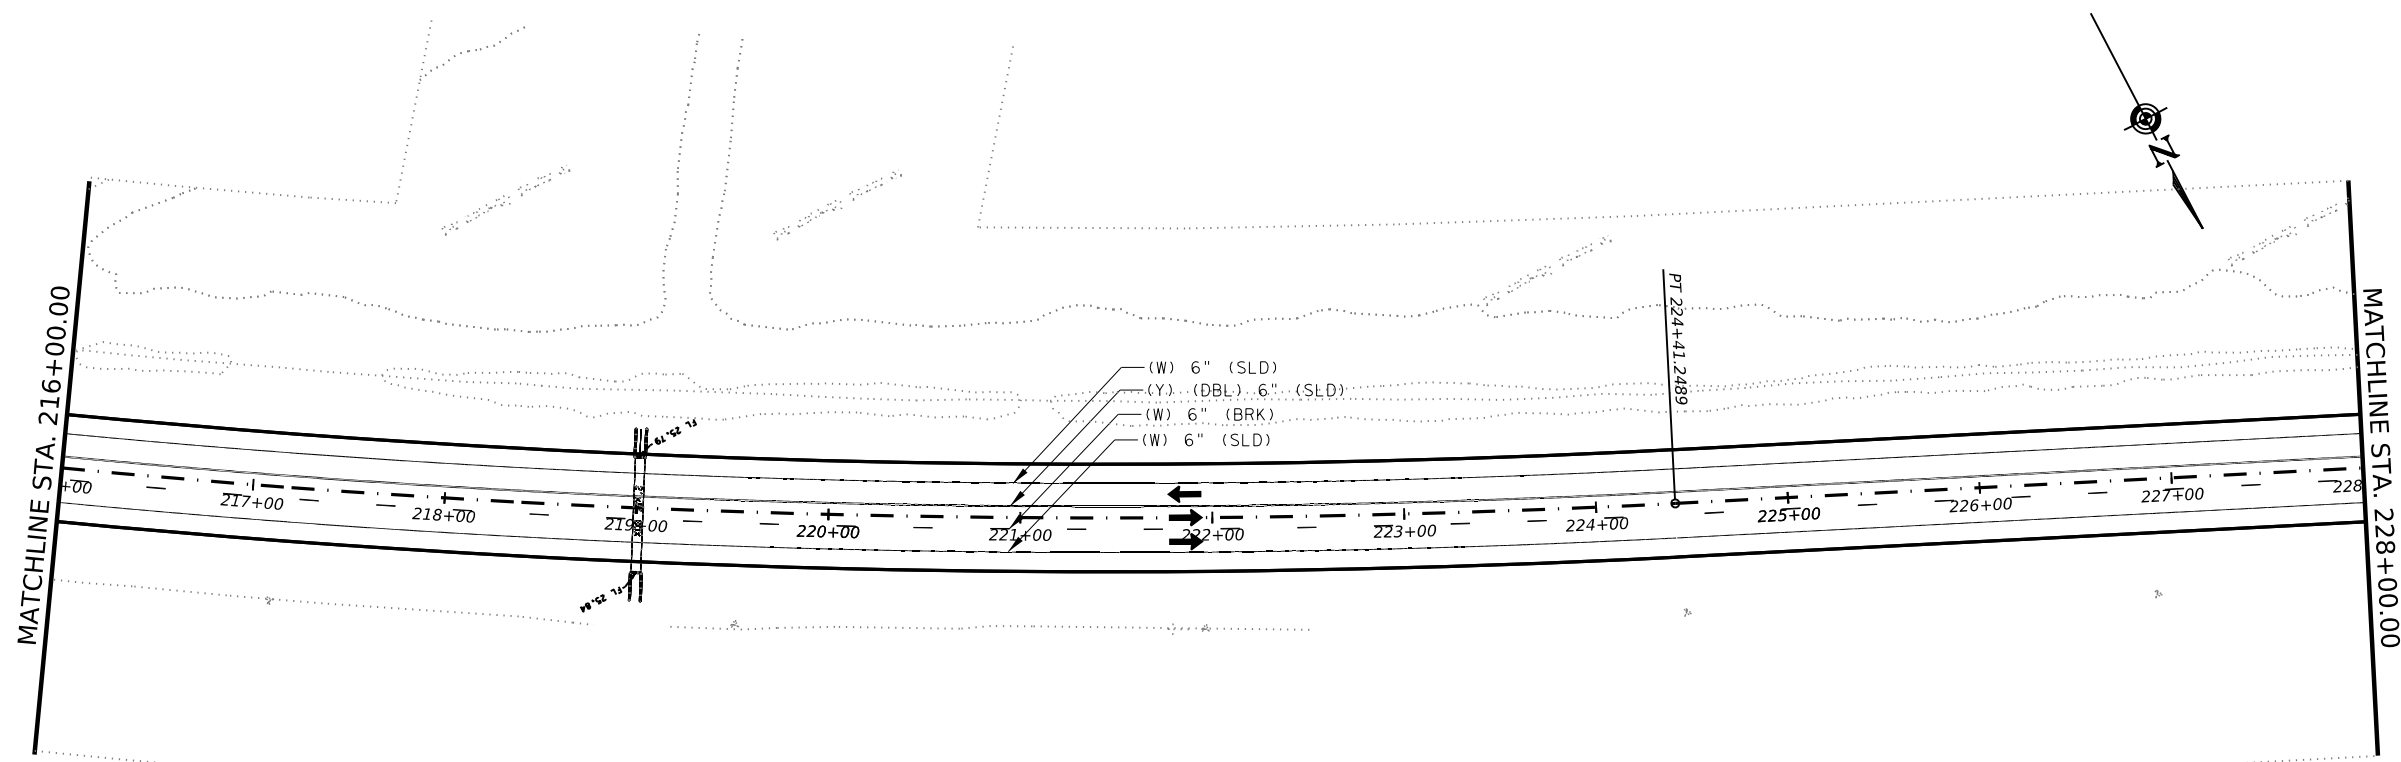 MATCHLINE STA. 216+00.00
N
PT 224+41.2489
MATCHLINE STA. 228+00.00
(W) 6" (SLD)
(Y) (DBL) 6" (SLD)
(W) 6" (BRK)
(W) 6" (SLD)
FL 25.79
+00
217+00
218+00
219+00
220+00
221+00
222+00
223+00
224+00
225+00
226+00
227+00
228
FL 25.84